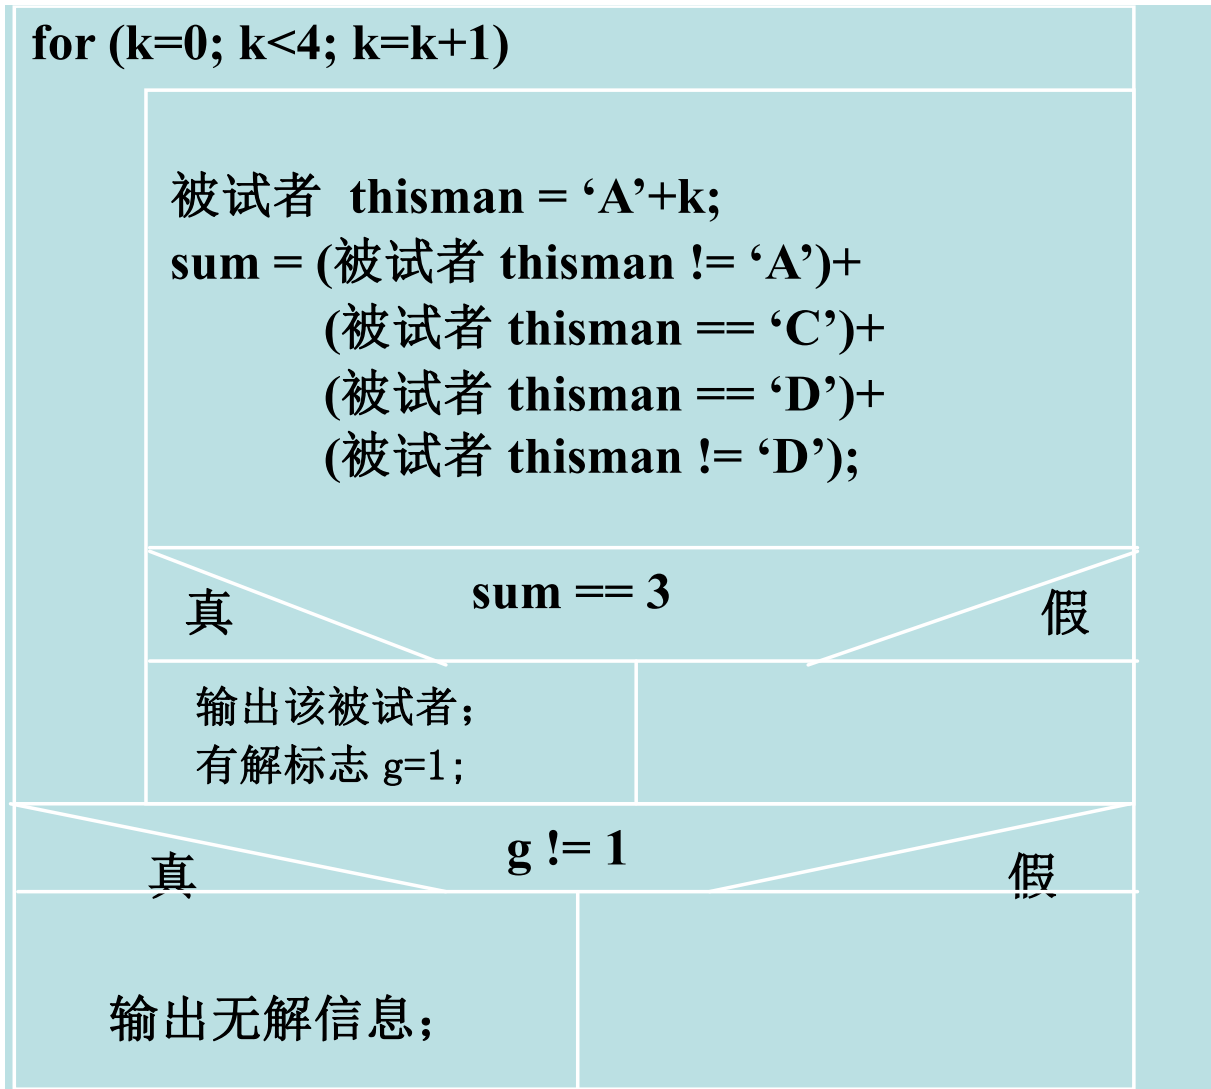 for (k=0; k<4; k=k+1)
被试者 thisman = ‘A’+k;
sum = (被试者 thisman != ‘A’)+
(被试者 thisman == ‘C’)+
(被试者 thisman == ‘D’)+
(被试者 thisman != ‘D’);
sum == 3
真 假
输出该被试者;
有解标志 g=1;
g != 1
真 假
输出无解信息;